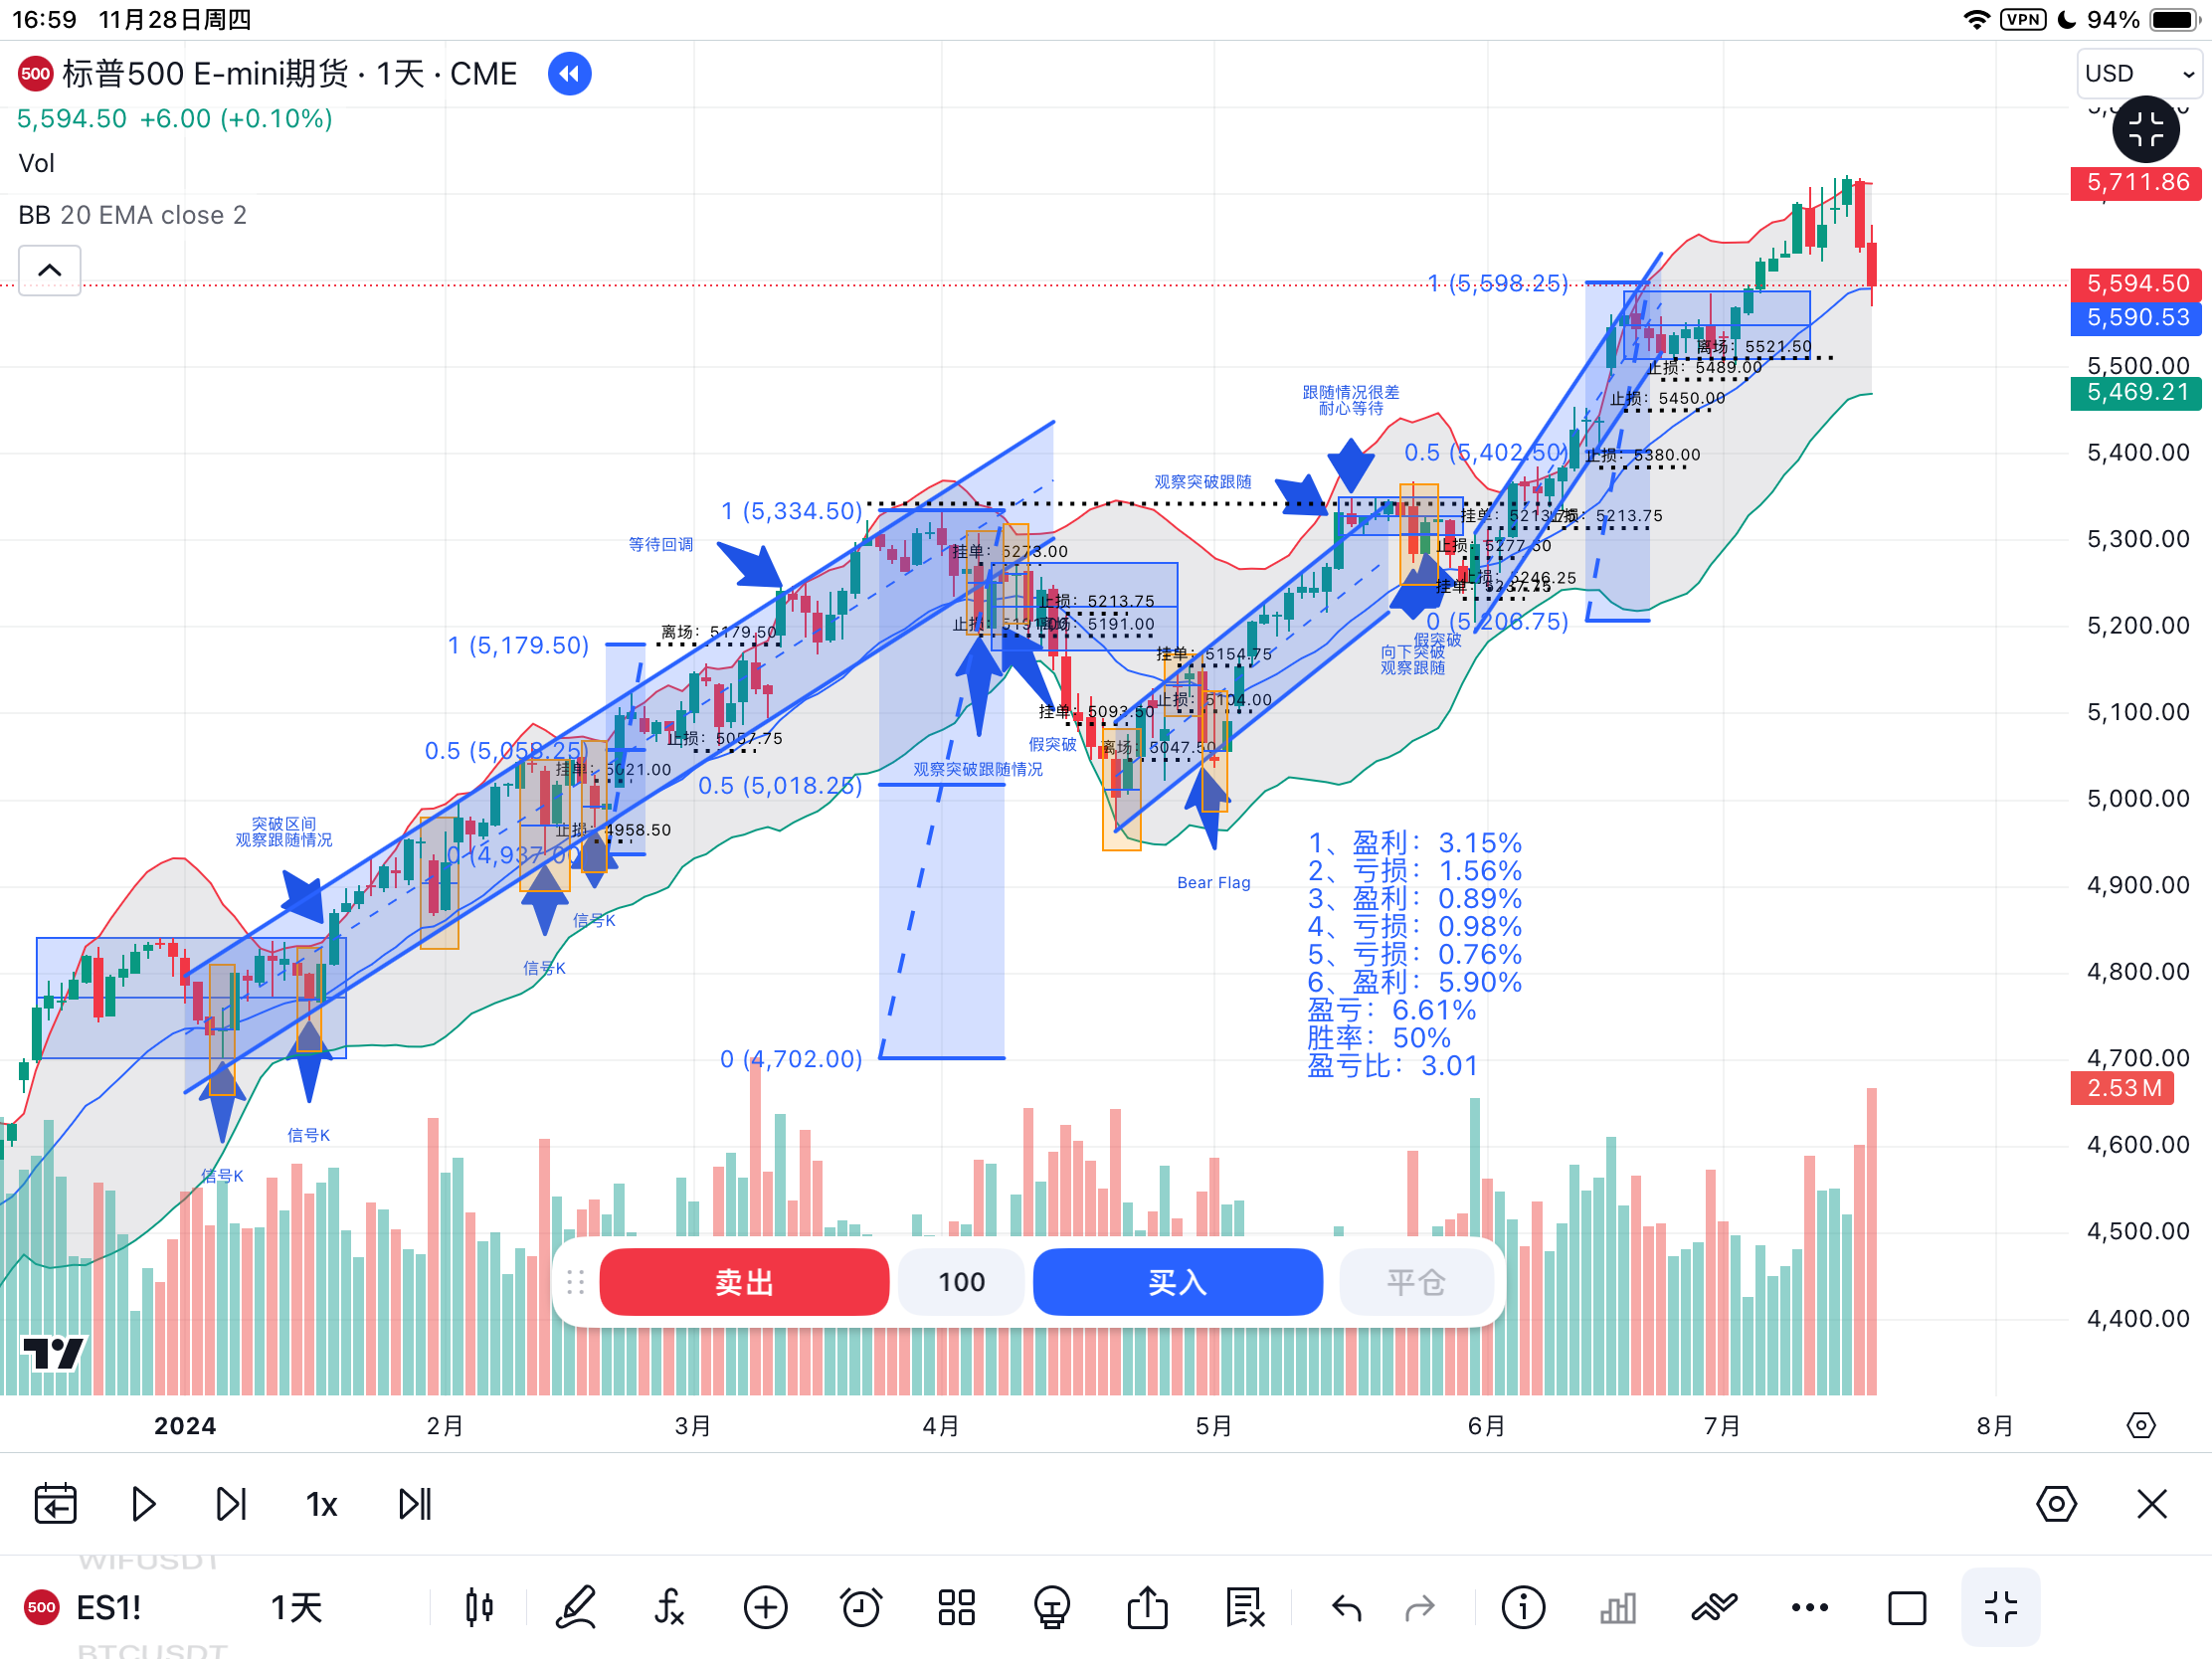 16:59 11月28日周四
VPN 94%
500 标普500 E-mini期货 · 1天 · CME
USD
5,594.50 +6.00 (+0.10%)
Vol
BB 20 EMA close 2
5,711.86
5,594.50
5,590.53
5,500.00
5,469.21
5,400.00
5,300.00
5,200.00
5,100.00
5,000.00
4,900.00
4,800.00
4,700.00
2.53 M
4,600.00
4,500.00
4,400.00
1 (5,598.25)
离场: 5521.50
止损: 5489.00
止损: 5450.00
跟随情况很差
耐心等待
0.5 (5,402.50)
止损: 5380.00
观察突破跟随
1 (5,334.50)
挂单: 5213.75
止损: 5213.75
等待回调
挂单: 5273.00
止损: 5277.50
止损: 5246.25
挂单: 5237.75
止损: 5213.75
离场: 5191.00
0 (5,206.75)
离场: 5179.50
1 (5,179.50)
假突破
向下突破
观察跟随
挂单: 5154.75
止损: 5104.00
挂单: 5093.50
止损: 5057.75
假突破
离场: 5047.50
0.5 (5,058.25)
挂单: 5021.00
观察突破跟随情况
0.5 (5,018.25)
止损: 4958.50
突破区间
观察跟随情况
0 (4,937.00)
Bear Flag
信号K
信号K
0 (4,702.00)
信号K
信号K
1、盈利: 3.15%
2、亏损: 1.56%
3、盈利: 0.89%
4、亏损: 0.98%
5、亏损: 0.76%
6、盈利: 5.90%
盈亏: 6.61%
胜率: 50%
盈亏比: 3.01
卖出 100 买入 平仓
2024 2月 3月 4月 5月 6月 7月 8月
1x
WIFUSDT
500 ES1! 1天
BTCUSDT